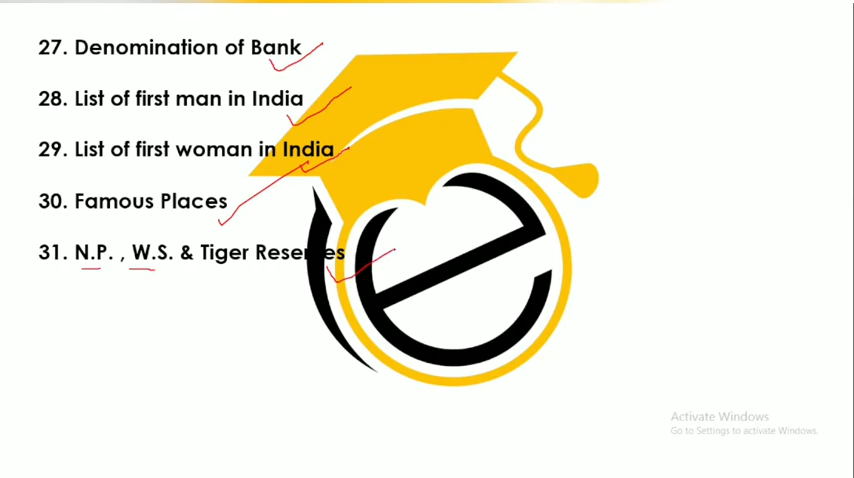 27. Denomination of Bank
28. List of first man in India
29. List of first woman in India
30. Famous Places
31. N.P. , W.S. & Tiger Reserves
Activate Windows
Go to Settings to activate Windows.